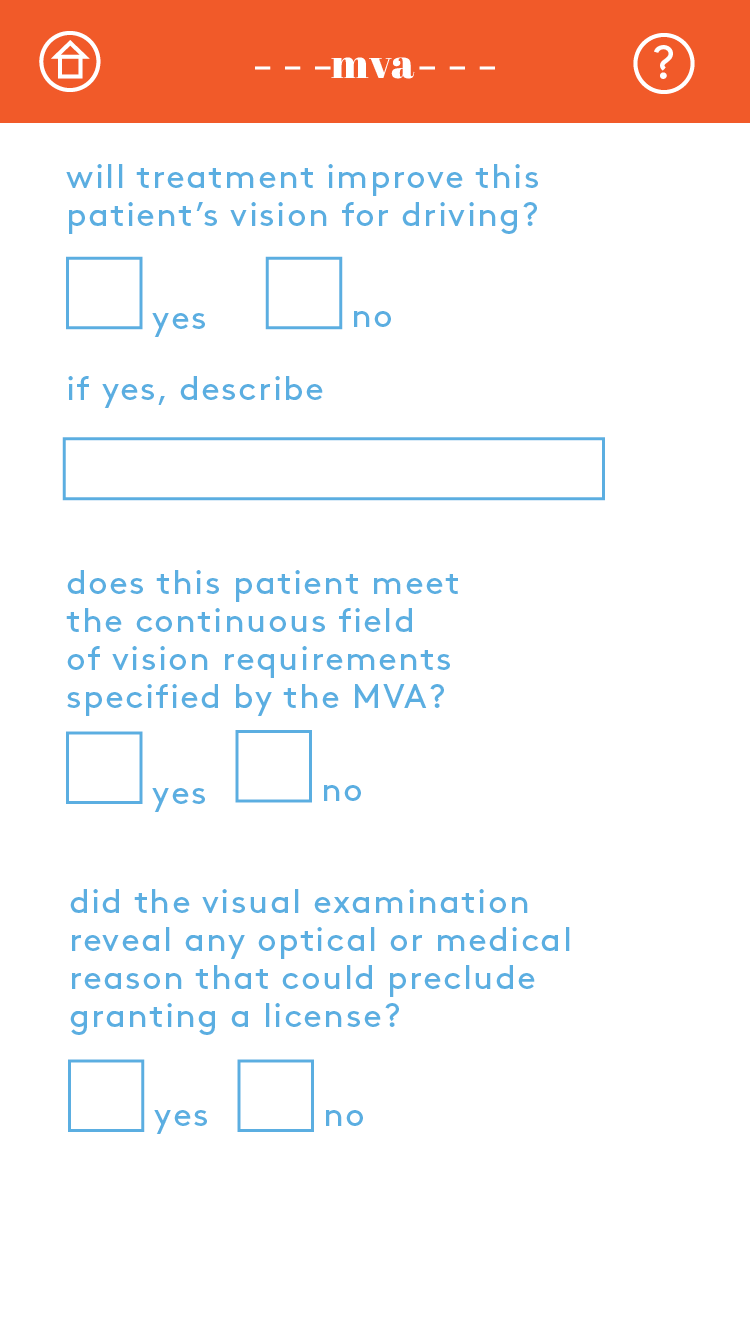 - - -mva- - -
?
will treatment improve this
patient’s vision for driving?
yes no
if yes, describe
does this patient meet
the continuous field
of vision requirements
specified by the MVA?
yes no
did the visual examination
reveal any optical or medical
reason that could preclude
granting a license?
yes no